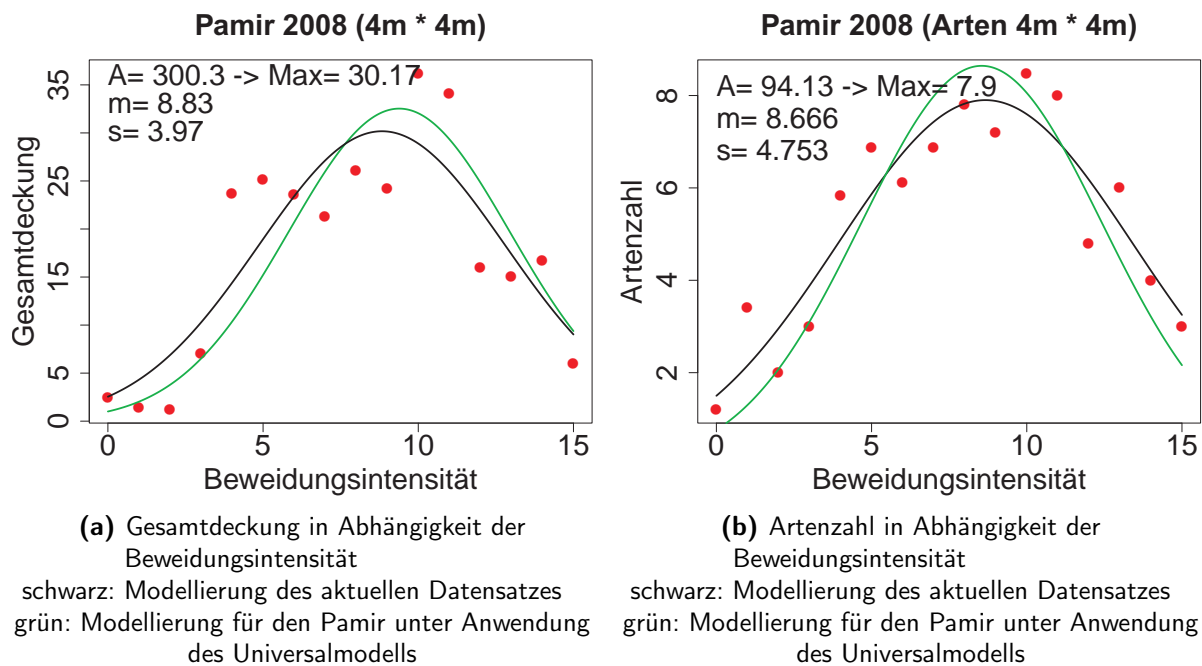 Pamir 2008 (4m * 4m)
A= 300.3 -> Max= 30.17
m= 8.83
s= 3.97
Gesamtdeckung
35
25
15
5
0
0 5 10 15
Beweidungsintensität
(a) Gesamtdeckung in Abhängigkeit der
Beweidungsintensität
schwarz: Modellierung des aktuellen Datensatzes
grün: Modellierung für den Pamir unter Anwendung
des Universalmodells
Pamir 2008 (Arten 4m * 4m)
A= 94.13 -> Max= 7.9
m= 8.666
s= 4.753
Artenzahl
8
6
4
2
0 5 10 15
Beweidungsintensität
(b) Artenzahl in Abhängigkeit der
Beweidungsintensität
schwarz: Modellierung des aktuellen Datensatzes
grün: Modellierung für den Pamir unter Anwendung
des Universalmodells